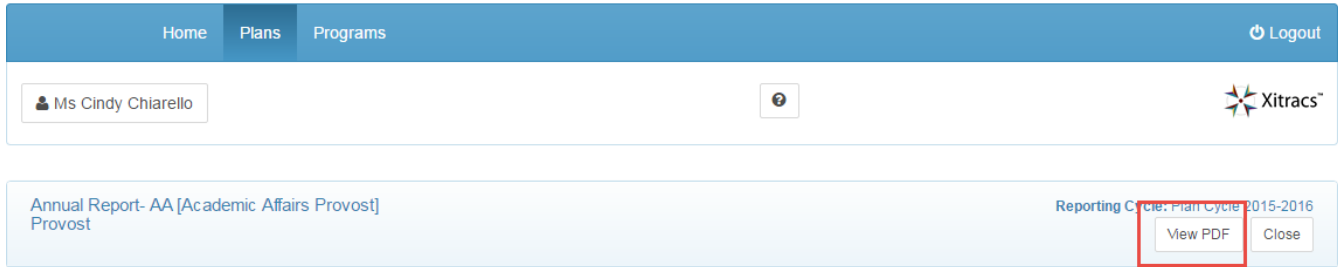 Home Plans Programs Logout
Ms Cindy Chiarello
Xitracs™
Annual Report- AA [Academic Affairs Provost]
Provost
Reporting Cycle: Plan Cycle 2015-2016
View PDF Close